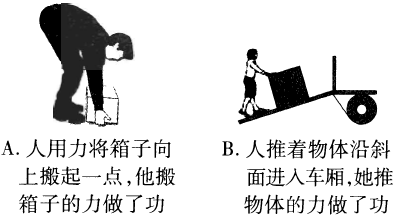 A. 人用力将箱子向
上搬起一点,他搬
箱子的力做了功
B. 人推着物体沿斜
面进入车厢,她推
物体的力做了功